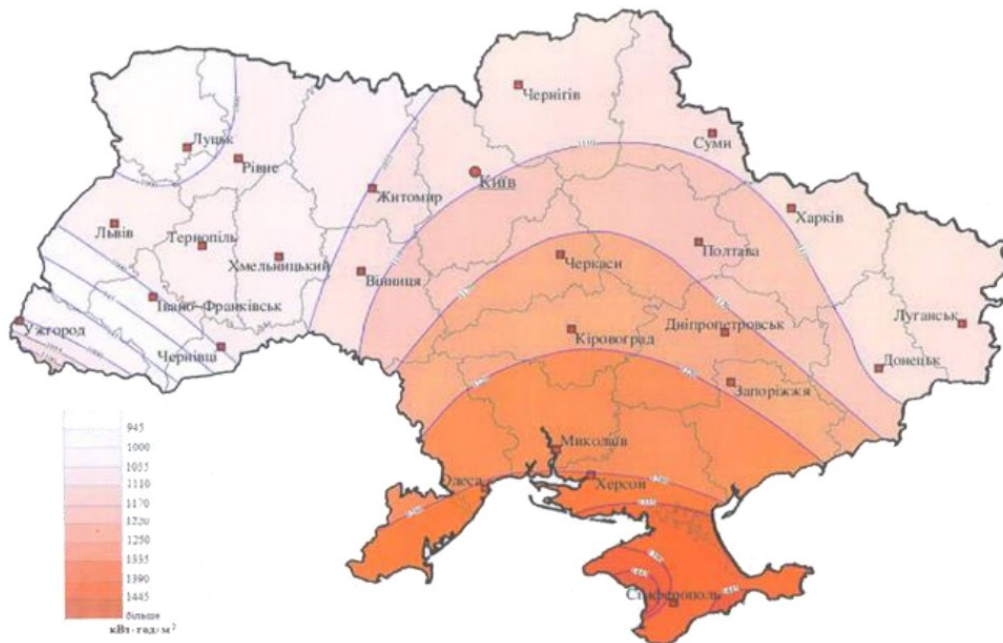 Чернігів
Суми
Луцьк
Рівне
1110
Київ
Житомир
Харків
Львів
Тернопіль
Полтава
Хмельницький
Черкаси
Вінниця
Івано-Франківськ
Ужгород
Луганськ
Дніпропетровськ
Кіровоград
Чернівці
Донецьк
Запоріжжя
Миколаїв
Одеса
Херсон
Сімферополь
945
1000
1055
1110
1170
1220
1250
1335
1390
1445
більше
кВт·год/м²